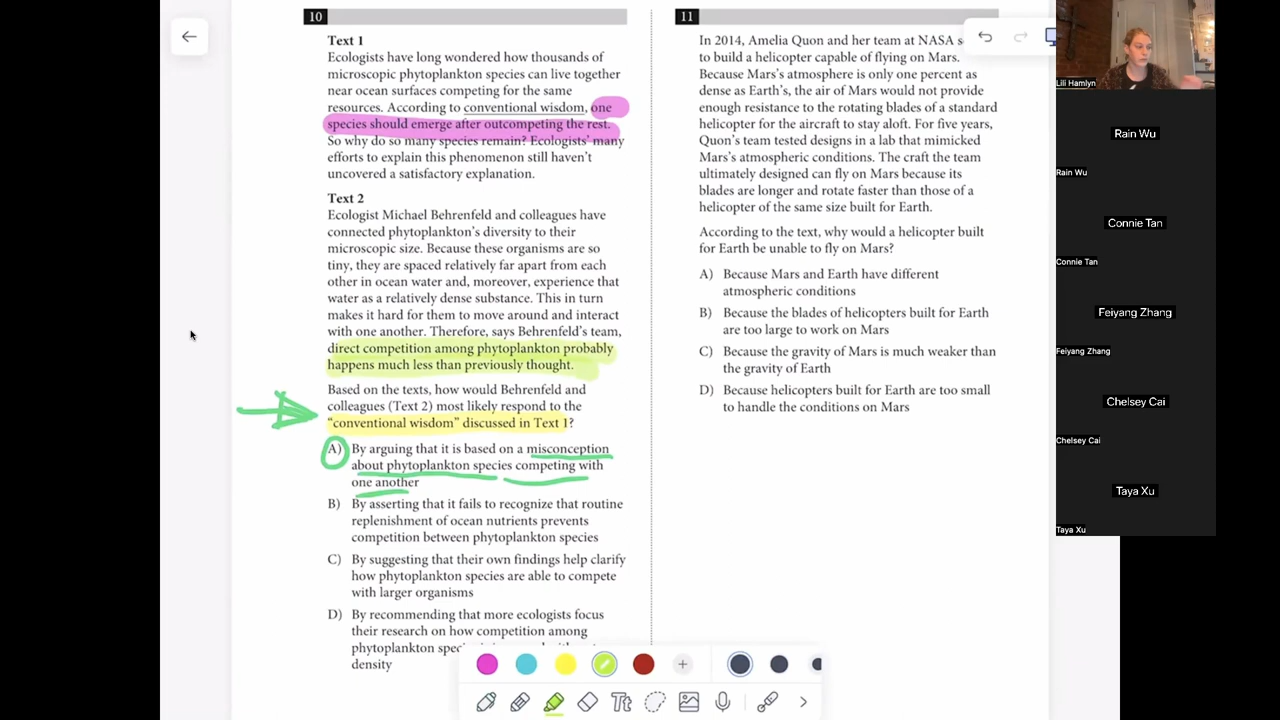 10
Text 1
Ecologists have long wondered how thousands of
microscopic phytoplankton species can live together
near ocean surfaces competing for the same
resources. According to conventional wisdom, one
species should emerge after outcompeting the rest.
So why do so many species remain? Ecologists' many
efforts to explain this phenomenon still haven't
uncovered a satisfactory explanation.
Text 2
Ecologist Michael Behrenfeld and colleagues have
connected phytoplankton's diversity to their
microscopic size. Because these organisms are so
tiny, they are spaced relatively far apart from each
other in ocean water and, moreover, experience that
water as a relatively dense substance. This in turn
makes it hard for them to move around and interact
with one another. Therefore, says Behrenfeld's team,
direct competition among phytoplankton probably
happens much less than previously thought.
Based on the texts, how would Behrenfeld and
colleagues (Text 2) most likely respond to the
“conventional wisdom” discussed in Text 1?
A) By arguing that it is based on a misconception
about phytoplankton species competing with
one another
B) By asserting that it fails to recognize that routine
replenishment of ocean nutrients prevents
competition between phytoplankton species
C) By suggesting that their own findings help clarify
how phytoplankton species are able to compete
with larger organisms
D) By recommending that more ecologists focus
their research on how competition among
phytoplankton
density
11
In 2014, Amelia Quon and her team at NASA
to build a helicopter capable of flying on Mars.
Because Mars's atmosphere is only one percent as
dense as Earth's, the air of Mars would not provide
enough resistance to the rotating blades of a standard
helicopter for the aircraft to stay aloft. For five years,
Quon's team tested designs in a lab that mimicked
Mars's atmospheric conditions. The craft the team
ultimately designed can fly on Mars because its
blades are longer and rotate faster than those of a
helicopter of the same size built for Earth.
According to the text, why would a helicopter built
for Earth be unable to fly on Mars?
A) Because Mars and Earth have different
atmospheric conditions
B) Because the blades of helicopters built for Earth
are too large to work on Mars
C) Because the gravity of Mars is much weaker than
the gravity of Earth
D) Because helicopters built for Earth are too small
to handle the conditions on Mars
Tt
Lili Hamlyn
Rain Wu
Rain Wu
Connie Tan
Connie Tan
Feiyang Zhang
Feiyang Zhang
Chelsey Cai
Chelsey Cai
Taya Xu
Taya Xu